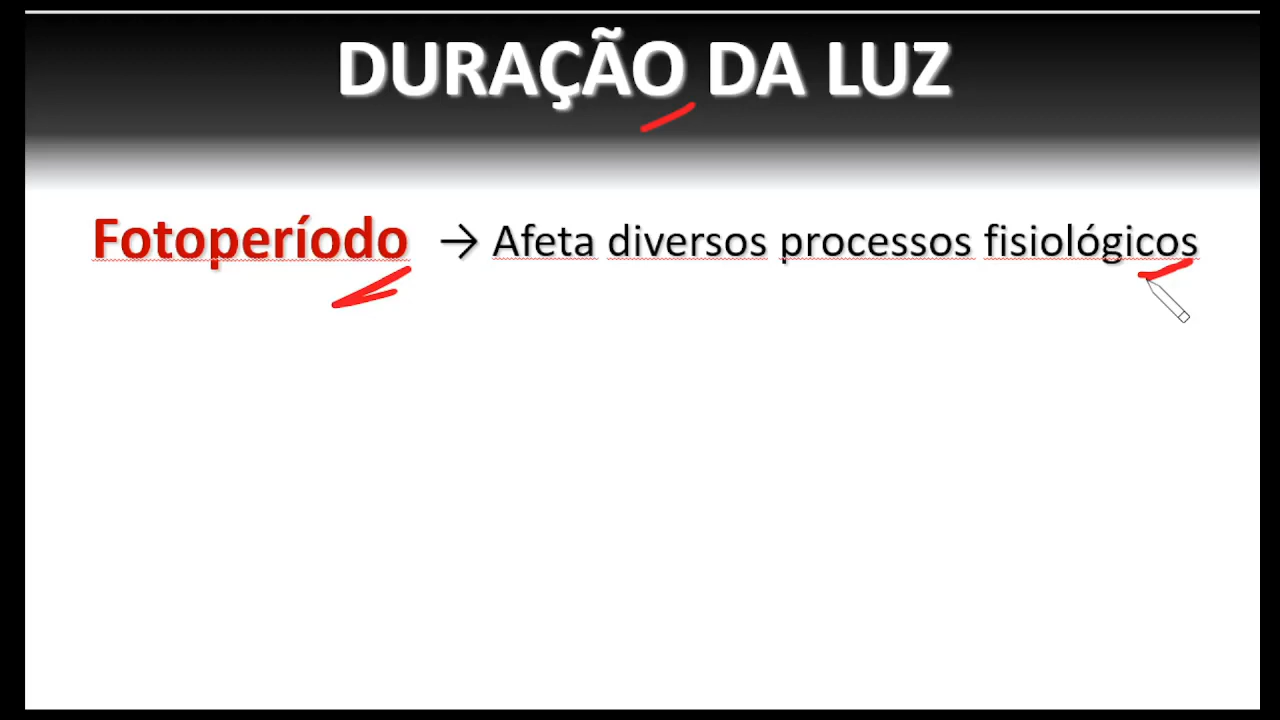 DURAÇÃO DA LUZ
Fotoperíodo → Afeta diversos processos fisiológicos